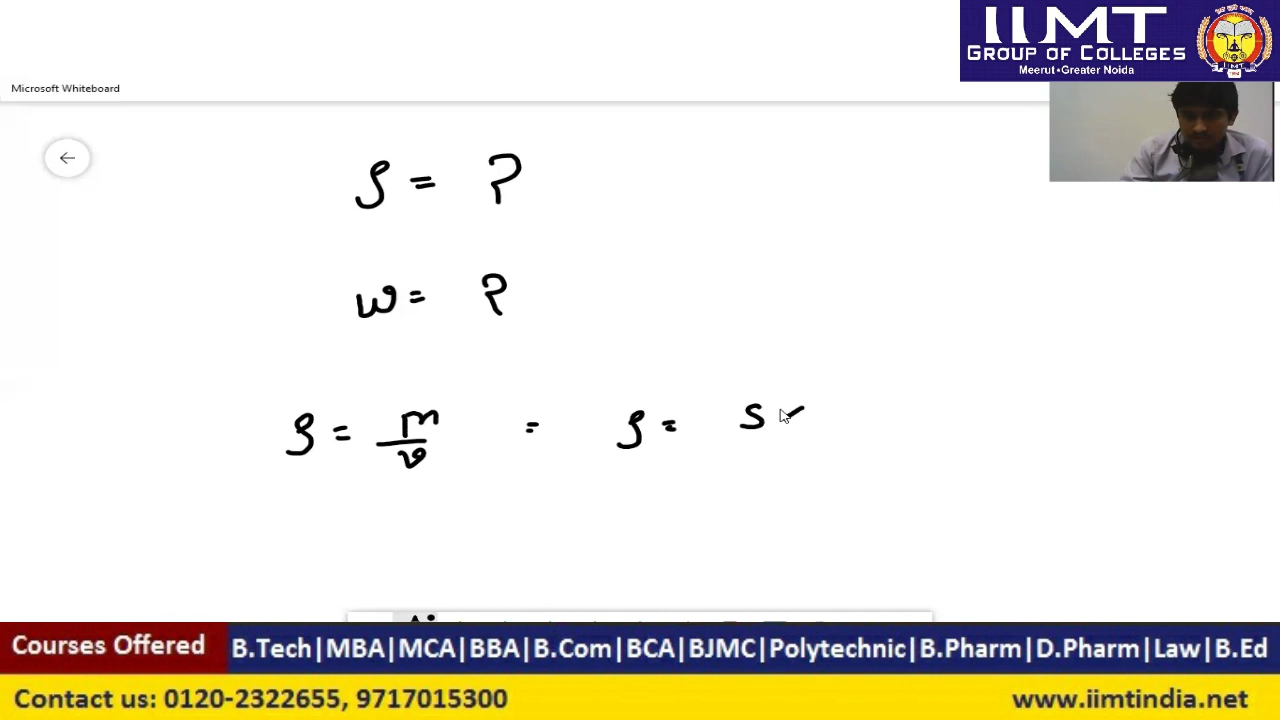 IIMT
GROUP OF COLLEGES
Meerut•Greater Noida
Microsoft Whiteboard
ρ = ?
w = ?
ρ = m/v = ρ = S ×
Courses Offered B.Tech|MBA|MCA|BBA|B.Com|BCA|BJMC|Polytechnic|B.Pharm|D.Pharm|Law|B.Ed
Contact us: 0120-2322655, 9717015300 www.iimtindia.net